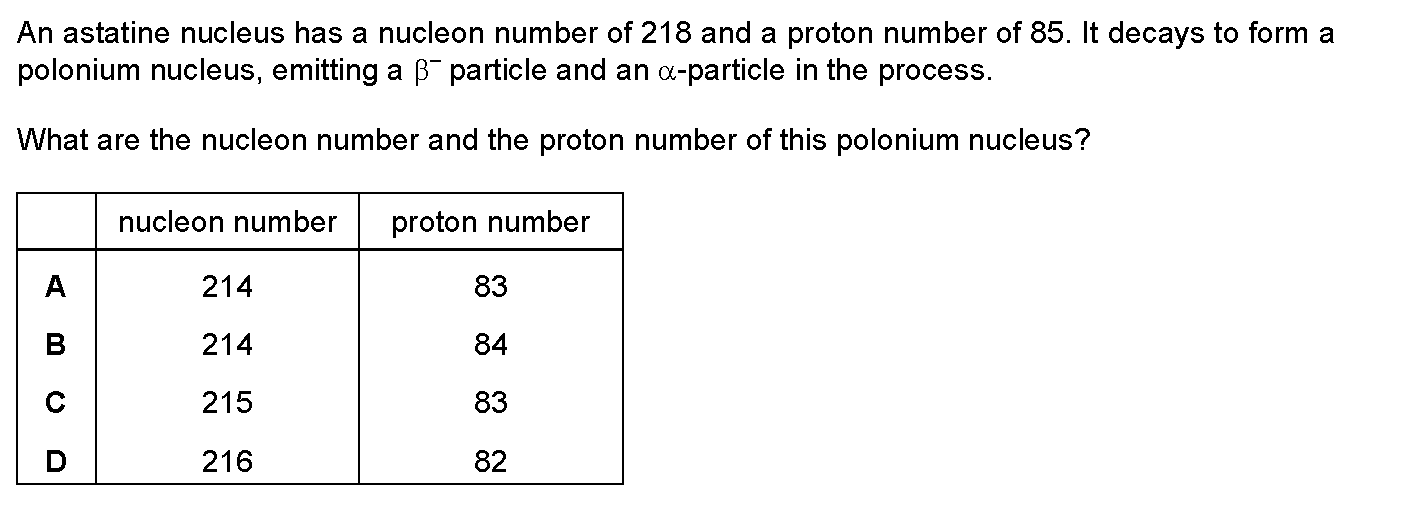 An astatine nucleus has a nucleon number of 218 and a proton number of 85. It decays to form a
polonium nucleus, emitting a β⁻ particle and an α-particle in the process.
What are the nucleon number and the proton number of this polonium nucleus?
nucleon number proton number
A 214 83
B 214 84
C 215 83
D 216 82